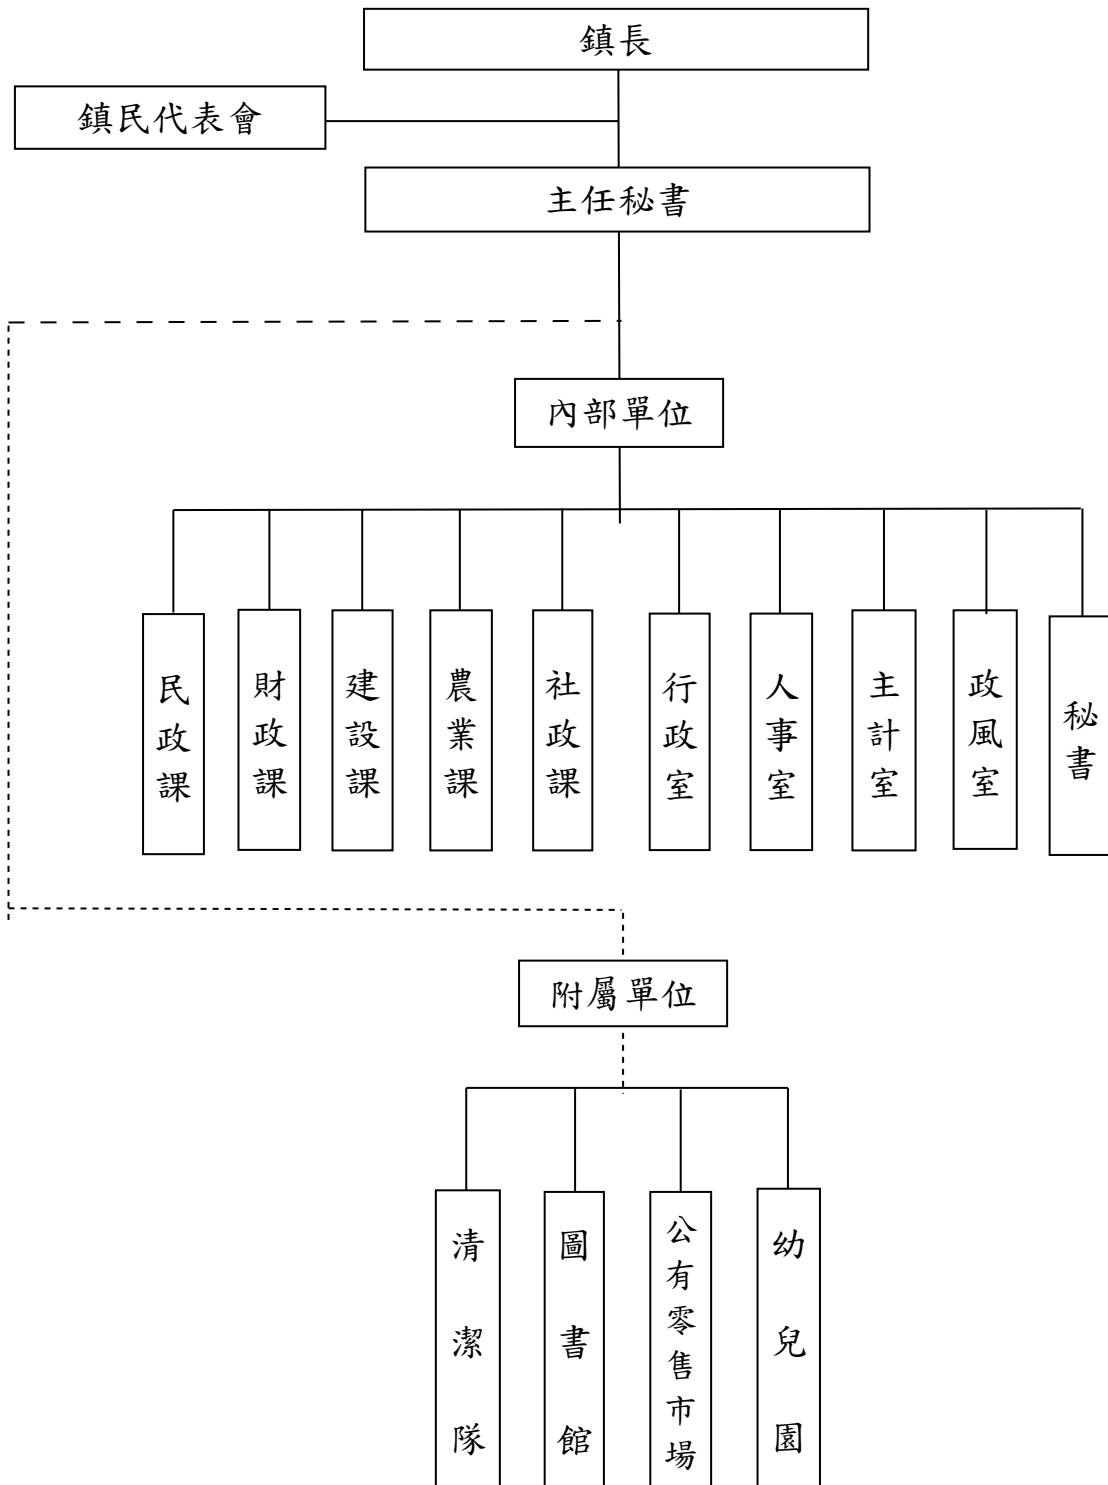 鎮長
鎮民代表會
主任秘書
內部單位
民政課
財政課
建設課
農業課
社政課
行政室
人事室
主計室
政風室
秘書
附屬單位
清潔隊
圖書館
公有零售市場
幼兒園